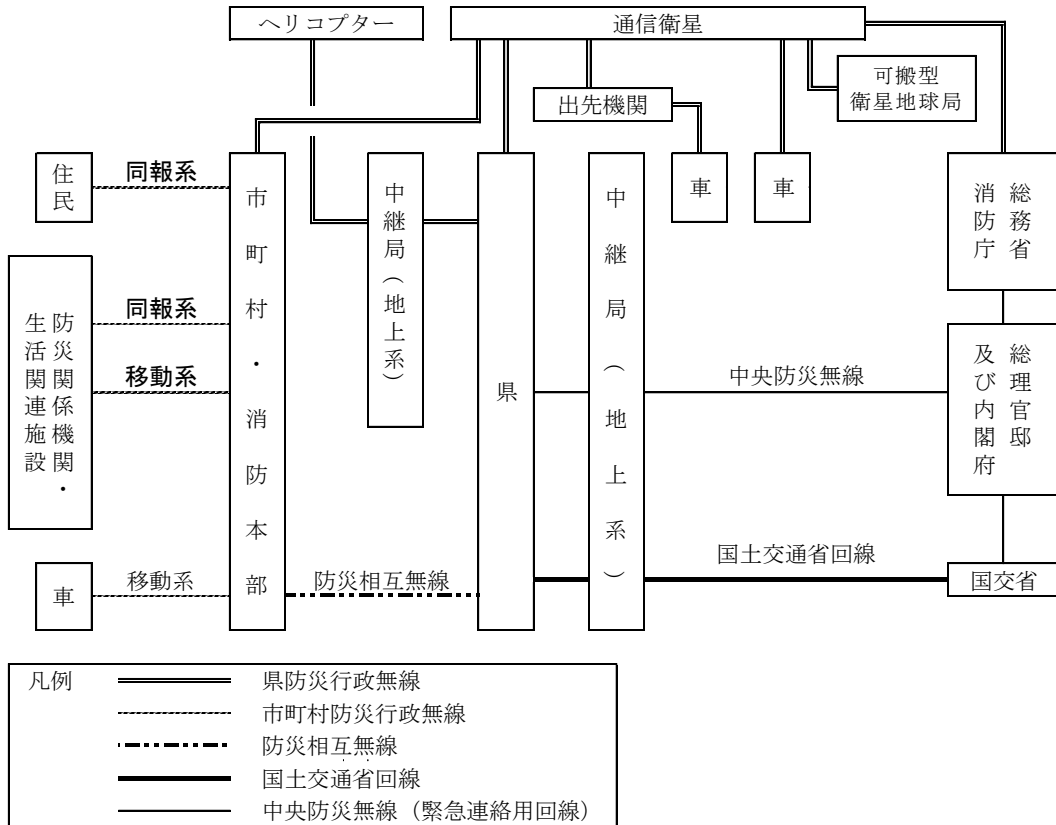 ヘリコプター
通信衛星
可搬型
衛星地球局
出先機関
住民
同報系
市町村・消防本部
中継局(地上系)
県
中継局(地上系)
車
車
総務省
消防庁
防災関係機関・
生活関連施設
同報系
移動系
中央防災無線
総理官邸
及び内閣府
車
移動系
防災相互無線
国土交通省回線
国交省
凡例
県防災行政無線
市町村防災行政無線
防災相互無線
国土交通省回線
中央防災無線(緊急連絡用回線)